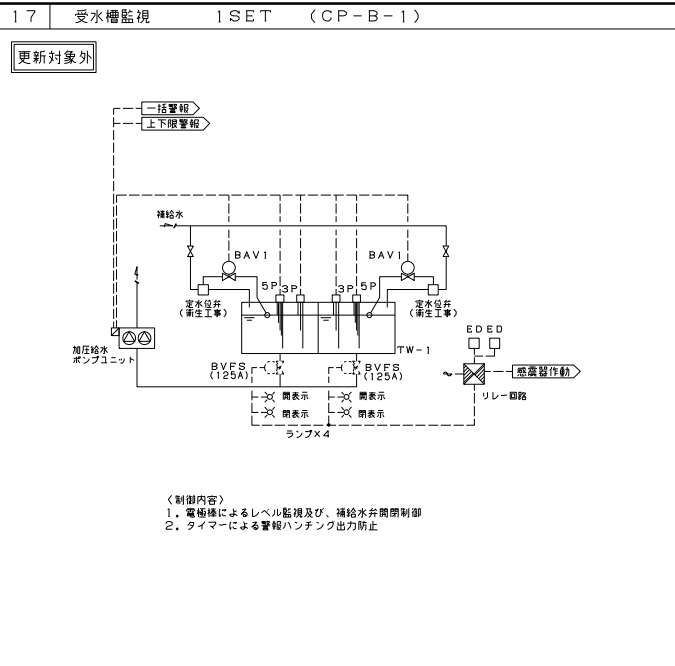 17 受水槽監視 1SET (CP-B-1)
更新対象外
一括警報
上下限警報
補給水
BAV1 BAV1
5P 3P 3P 5P
定水位弁
(衛生工事)
定水位弁
(衛生工事)
ED ED
加圧給水
ポンプユニット
TW-1
BVFS
(125A)
BVFS
(125A)
感震器作動
リレー回路
開表示 開表示
閉表示 閉表示
ランプ×4
〈制御内容〉
1. 電極棒によるレベル監視及び、補給水弁開閉制御
2. タイマーによる警報ハンチング出力防止